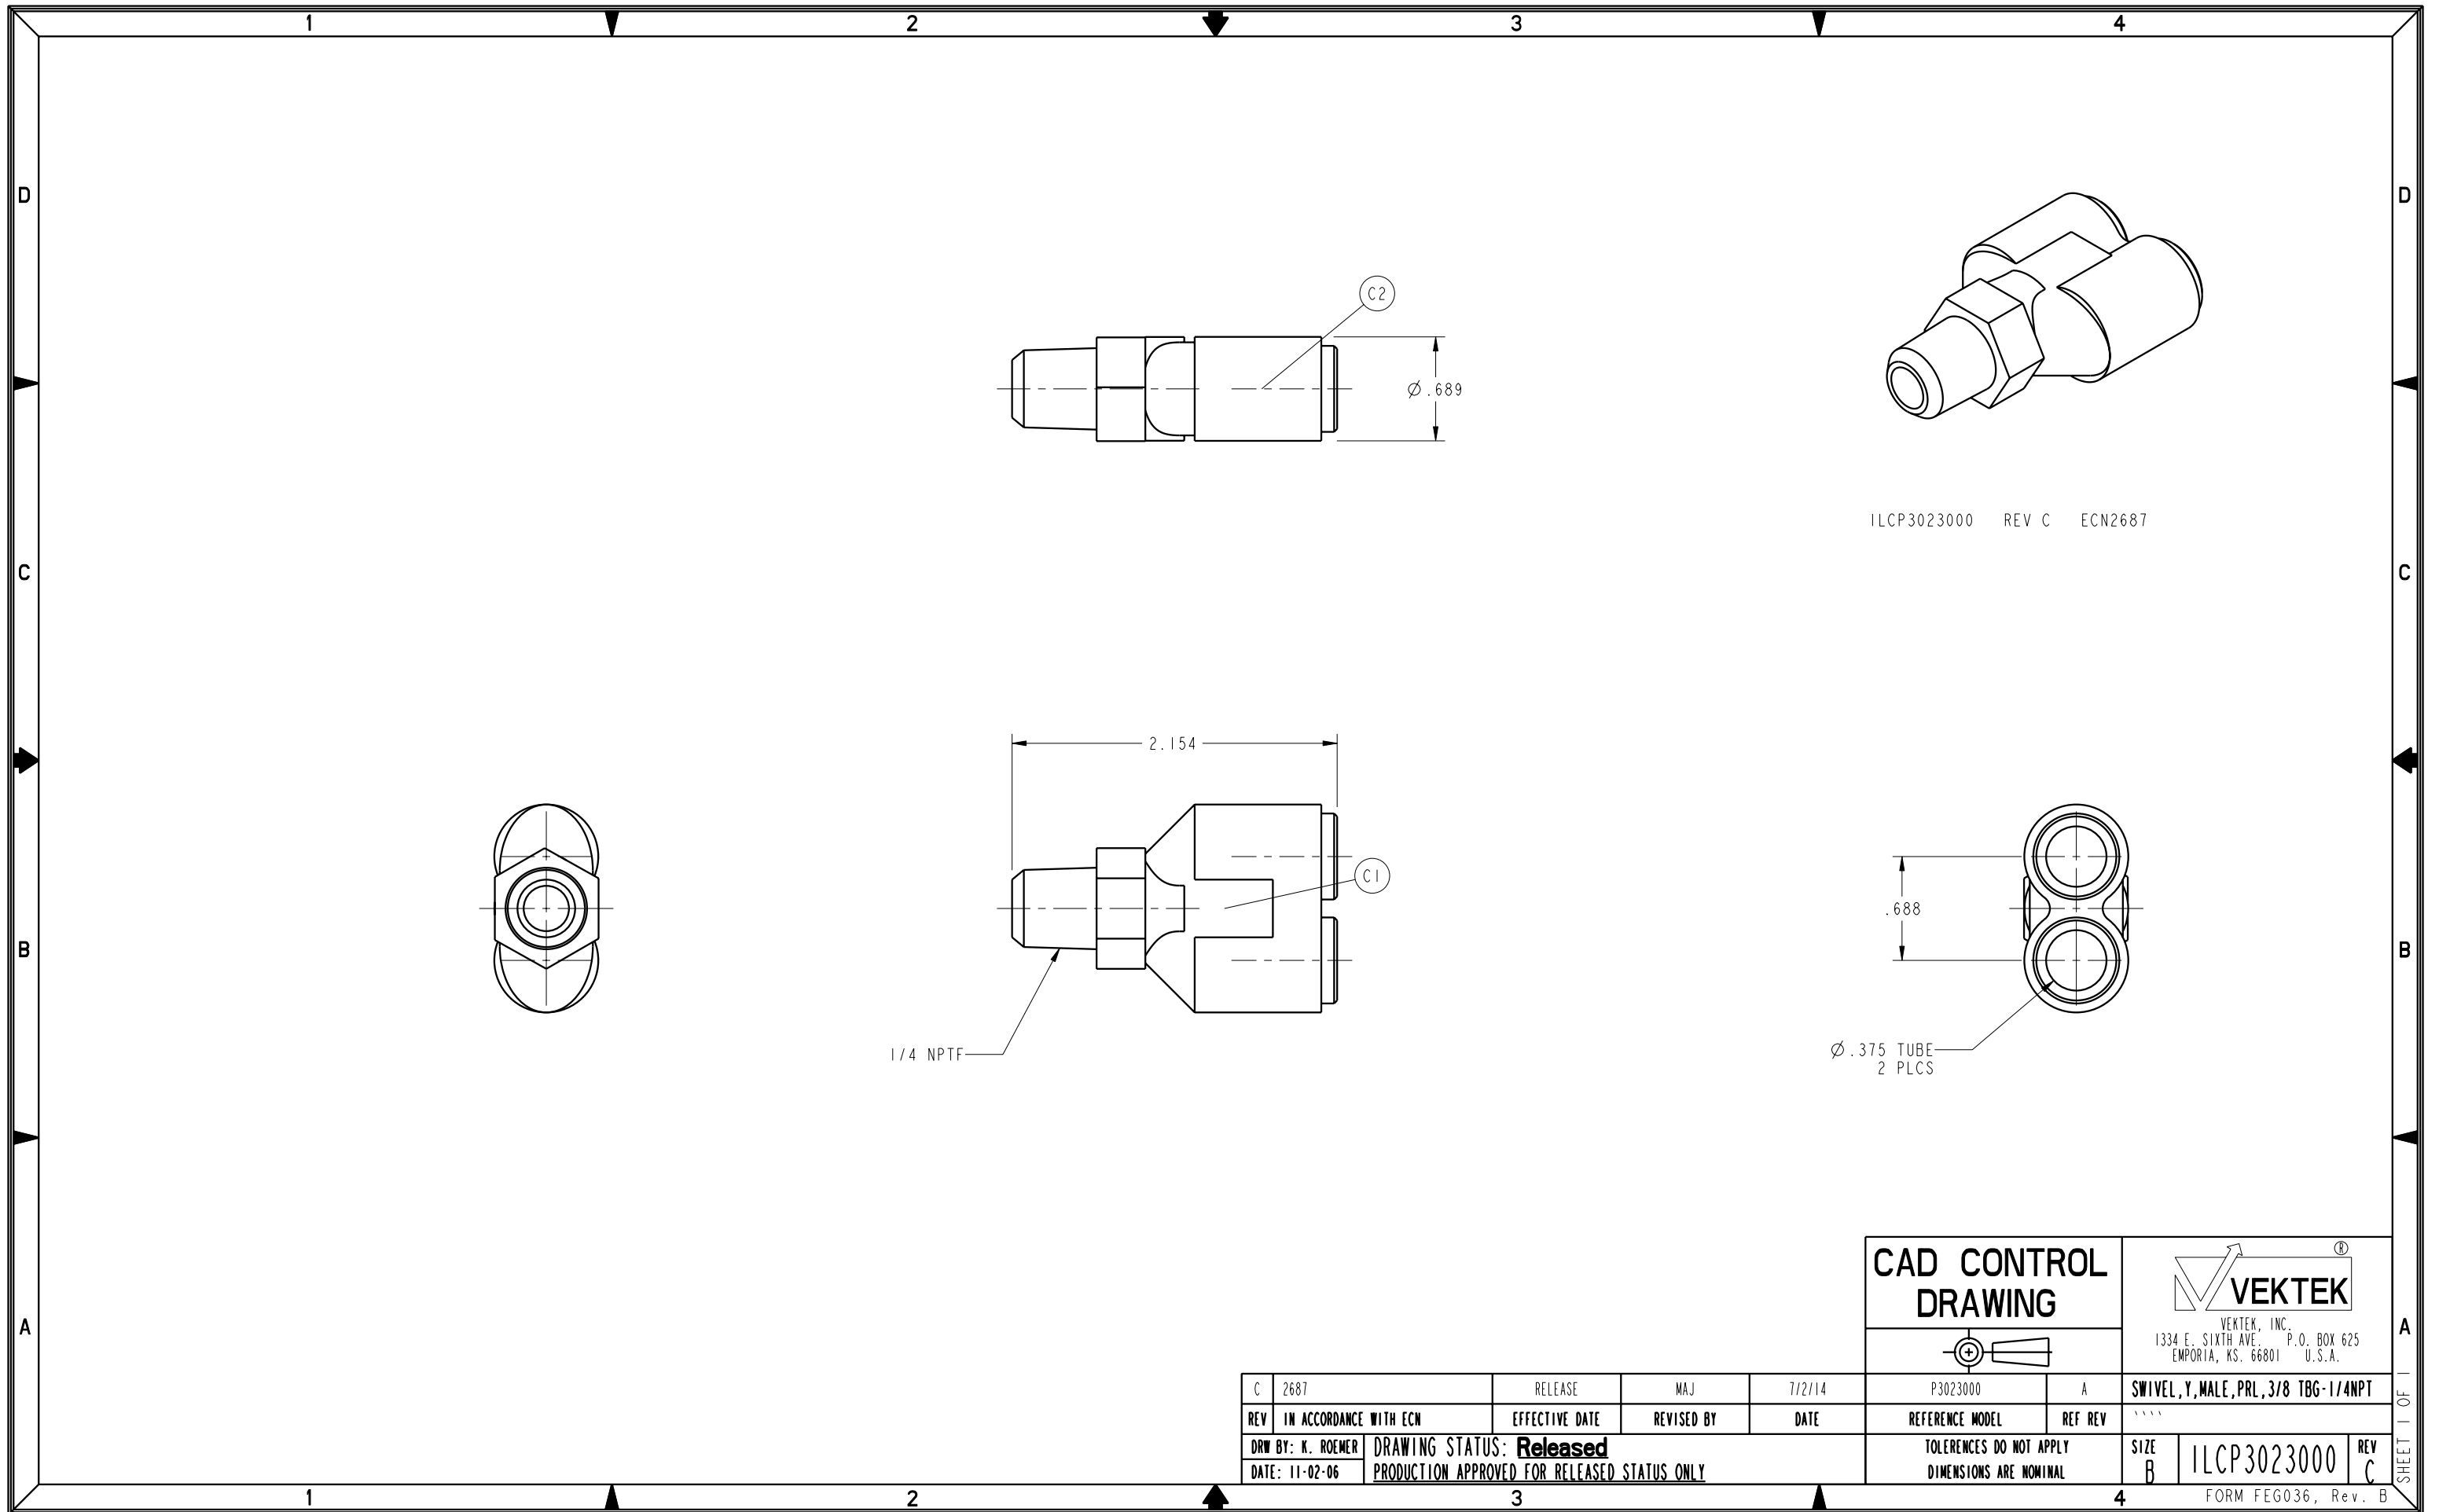 1 2 3 4
D D
C2
Ø.689
ILCP3023000 REV C ECN2687
C C
2.154
C1
.688
B B
1/4 NPTF
Ø.375 TUBE
2 PLCS
CAD CONTROL
DRAWING
®
VEKTEK
VEKTEK, INC.
1334 E. SIXTH AVE. P.O. BOX 625
EMPORIA, KS. 66801 U.S.A.
A A
C 2687 RELEASE MAJ 7/2/14 P3023000 A SWIVEL,Y,MALE,PRL,3/8 TBG-1/4NPT
REV IN ACCORDANCE WITH ECN EFFECTIVE DATE REVISED BY DATE REFERENCE MODEL REF REV ````
DRW BY: K. ROEMER DRAWING STATUS: Released TOLERENCES DO NOT APPLY SIZE ILCP3023000 REV
DATE: 11-02-06 PRODUCTION APPROVED FOR RELEASED STATUS ONLY DIMENSIONS ARE NOMINAL B C
SHEET 1 OF 1
1 2 3 4
FORM FEG036, Rev. B